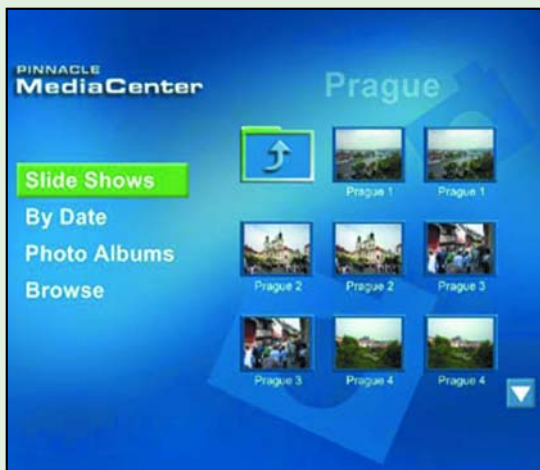 PINNACLE
MediaCenter
Prague
Slide Shows
By Date
Photo Albums
Browse
Prague 1
Prague 1
Prague 2
Prague 2
Prague 3
Prague 3
Prague 4
Prague 4